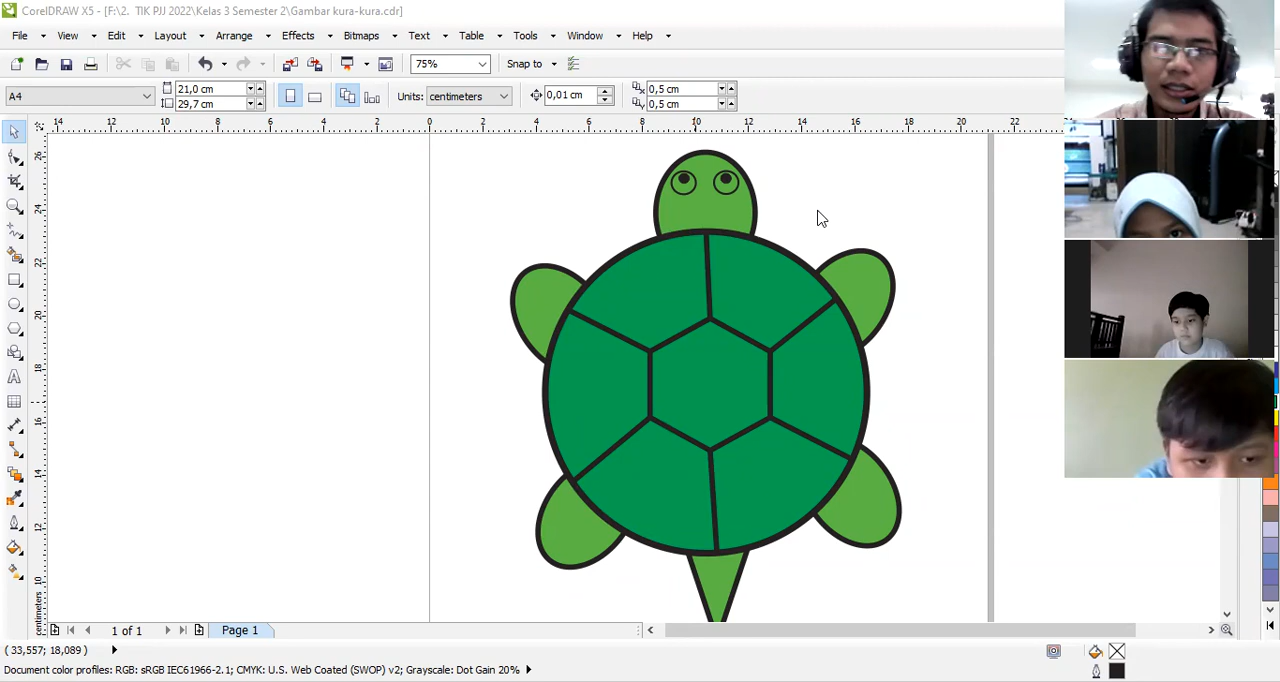 CorelDRAW X5 - [F:\2. TIK PJJ 2022\Kelas 3 Semester 2\Gambar kura-kura.cdr]
File View Edit Layout Arrange Effects Bitmaps Text Table Tools Window Help
75% Snap to
A4 21,0 cm 29,7 cm Units: centimeters 0,01 cm 0,5 cm 0,5 cm
14 12 10 8 6 4 2 0 2 4 6 8 10 12 14 16 18 20 22
26
24
22
20
18
16
14
12
10
centimeters
1 of 1 Page 1
( 33,557; 18,089 )
Document color profiles: RGB: sRGB IEC61966-2.1; CMYK: U.S. Web Coated (SWOP) v2; Grayscale: Dot Gain 20%